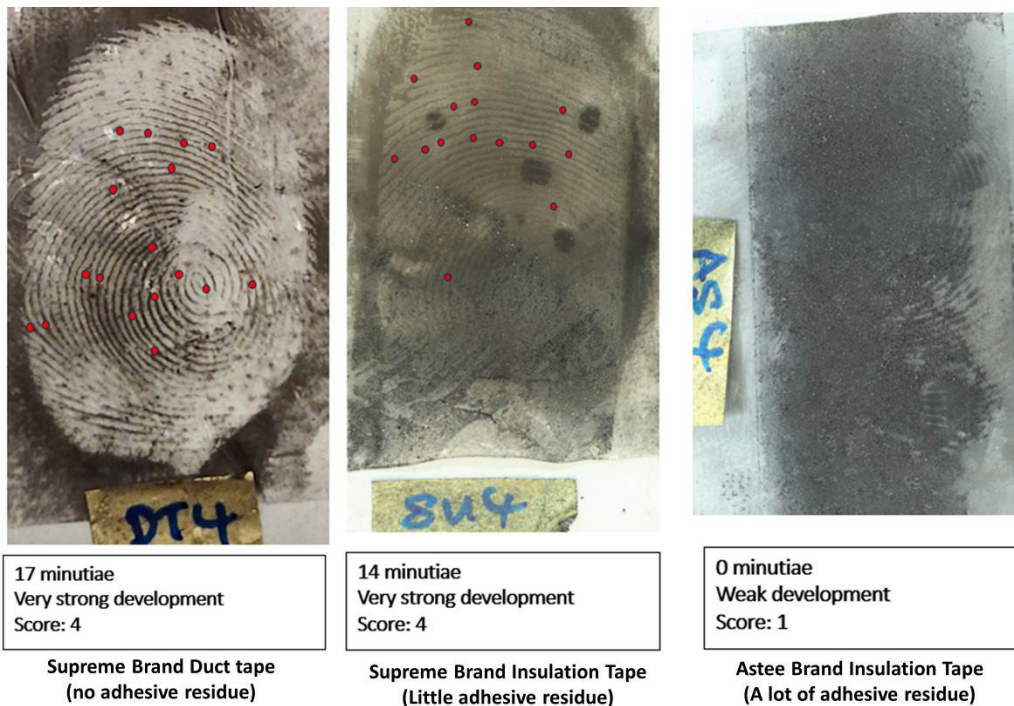 DT4
SU4
AS4
17 minutiae
Very strong development
Score: 4
14 minutiae
Very strong development
Score: 4
0 minutiae
Weak development
Score: 1
Supreme Brand Duct tape
(no adhesive residue)
Supreme Brand Insulation Tape
(Little adhesive residue)
Astee Brand Insulation Tape
(A lot of adhesive residue)